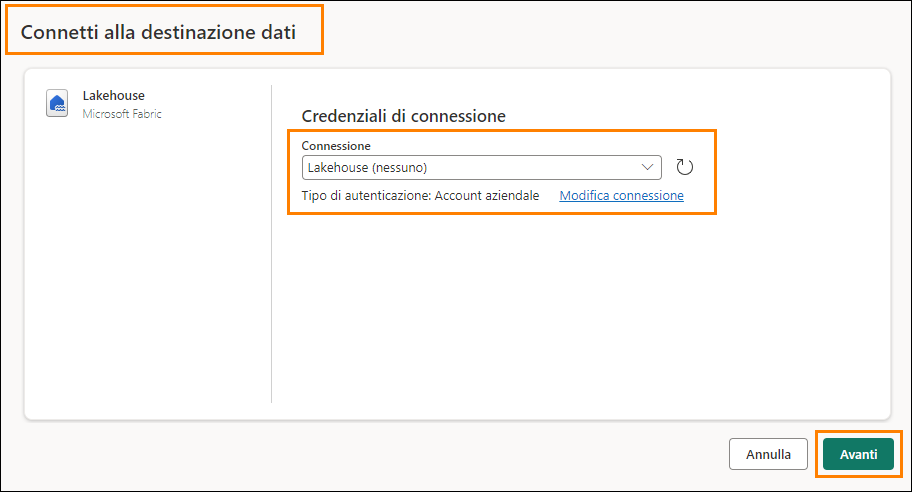 Connetti alla destinazione dati
Lakehouse
Microsoft Fabric
Credenziali di connessione
Connessione
Lakehouse (nessuno)
Tipo di autenticazione: Account aziendale Modifica connessione
Annulla Avanti